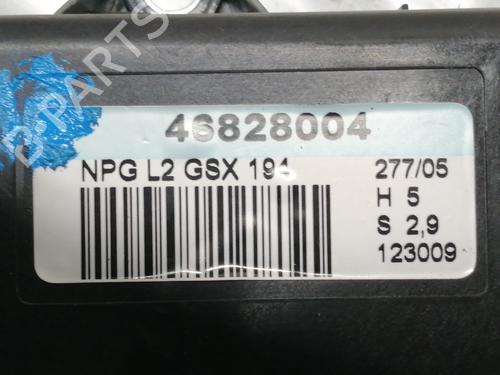 B-PARTS
46828004
NPG L2 GSX 194 277/05
H 5
S 2,9
123009